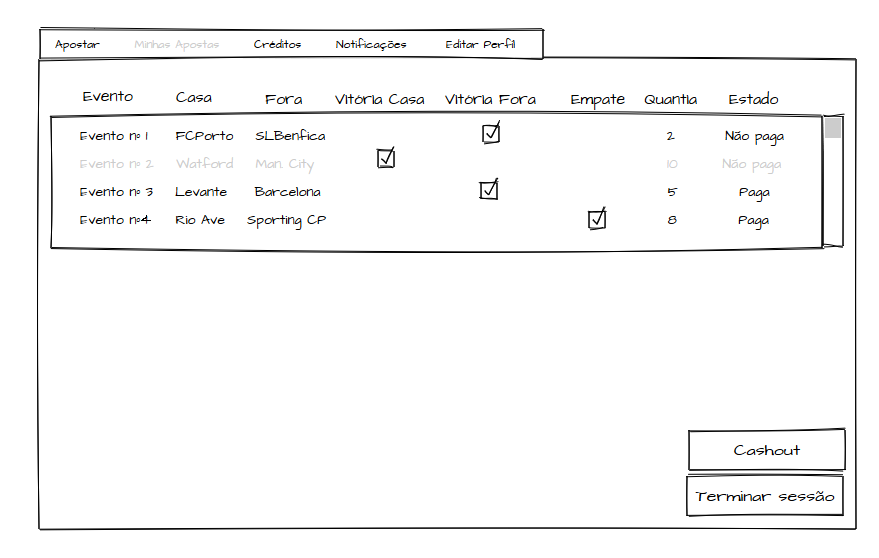 Apostar Minhas Apostas Créditos Notificações Editar Perfil
Evento Casa Fora Vitória Casa Vitória Fora Empate Quantia Estado
Evento nº 1 FCPorto SLBenfica 2 Não paga
Evento nº 2 Watford Man. City 10 Não paga
Evento nº 3 Levante Barcelona 5 Paga
Evento nº4 Rio Ave Sporting CP 8 Paga
Cashout
Terminar sessão